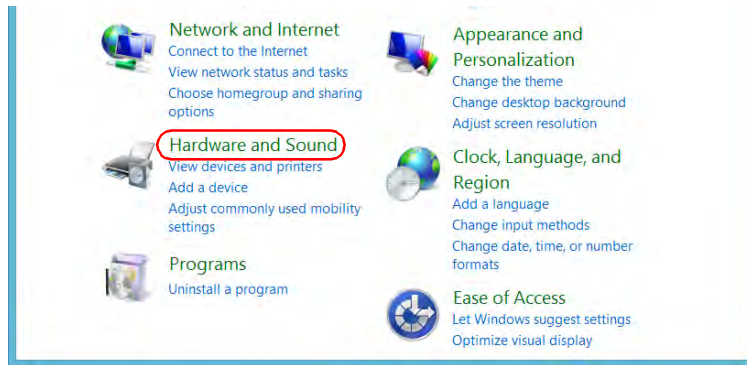 Network and Internet
Connect to the Internet
View network status and tasks
Choose homegroup and sharing
options
Hardware and Sound
View devices and printers
Add a device
Adjust commonly used mobility
settings
Programs
Uninstall a program
Appearance and
Personalization
Change the theme
Change desktop background
Adjust screen resolution
Clock, Language, and
Region
Add a language
Change input methods
Change date, time, or number
formats
Ease of Access
Let Windows suggest settings
Optimize visual display